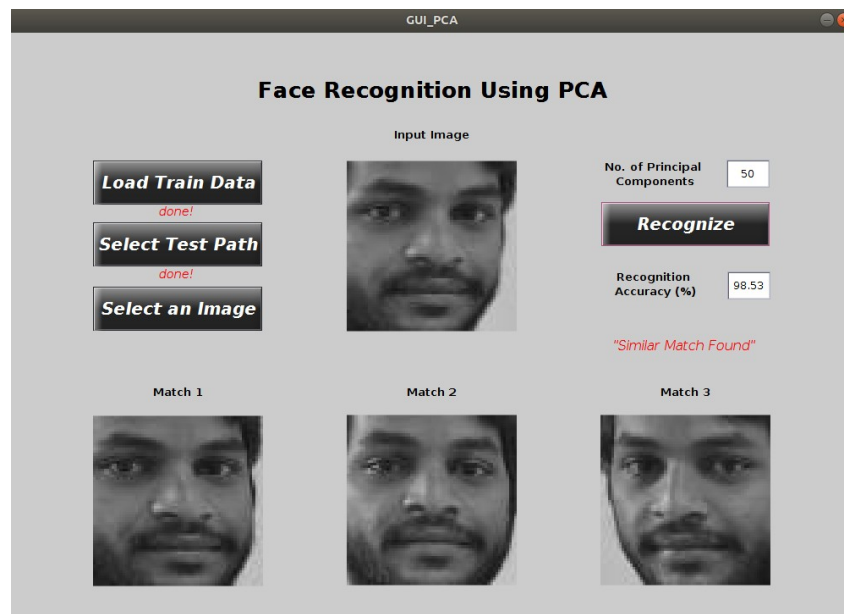 GUI_PCA
Face Recognition Using PCA
Input Image
Load Train Data
done!
Select Test Path
done!
Select an Image
No. of Principal
Components
50
Recognize
Recognition
Accuracy (%)
98.53
"Similar Match Found"
Match 1
Match 2
Match 3